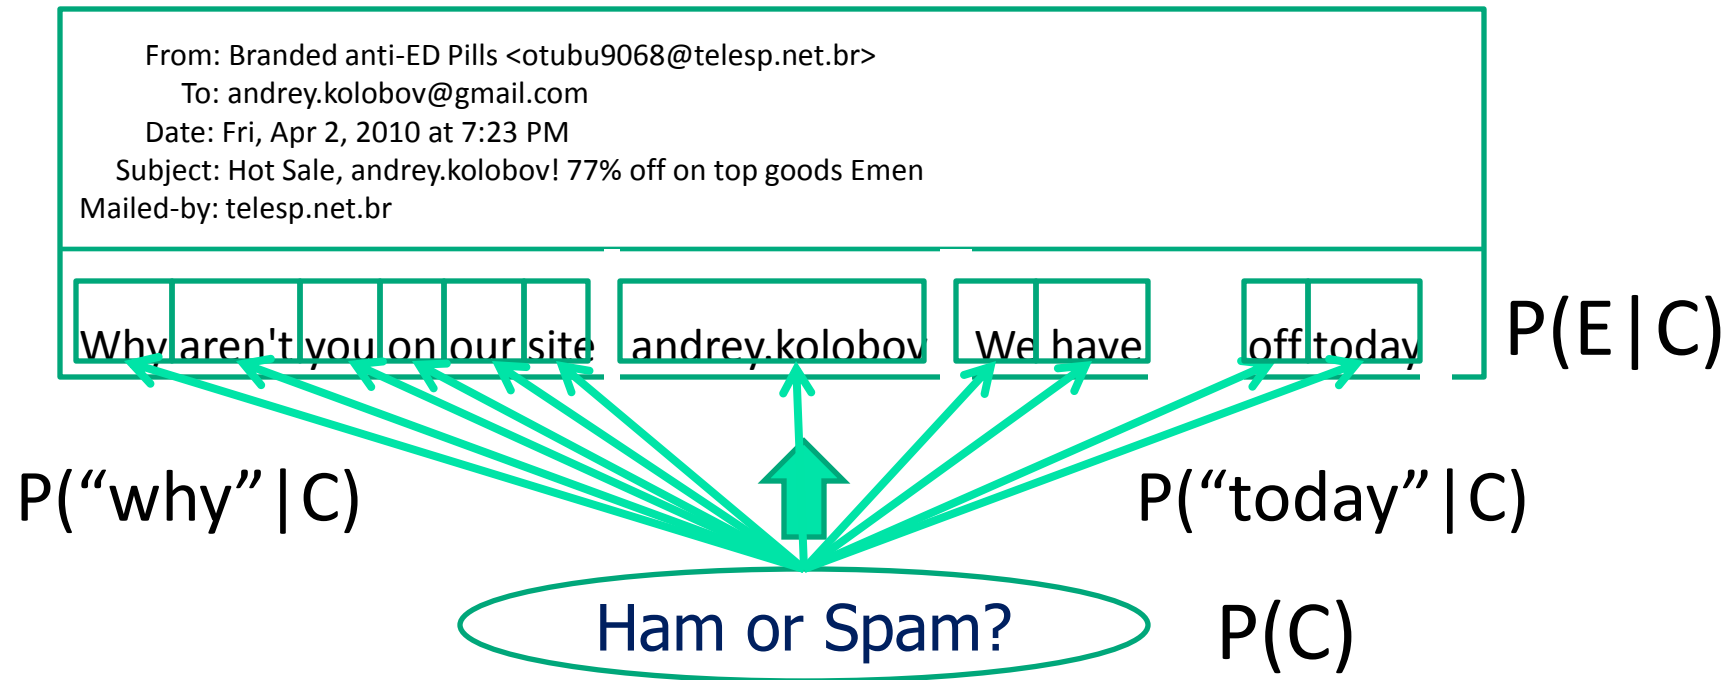 From: Branded anti-ED Pills <otubu9068@telesp.net.br>
To: andrey.kolobov@gmail.com
Date: Fri, Apr 2, 2010 at 7:23 PM
Subject: Hot Sale, andrey.kolobov! 77% off on top goods Emen
Mailed-by: telesp.net.br
Why aren't you on our site andrey.kolobov We have off today
P(E|C)
P(“why”|C)
P(“today”|C)
Ham or Spam?
P(C)